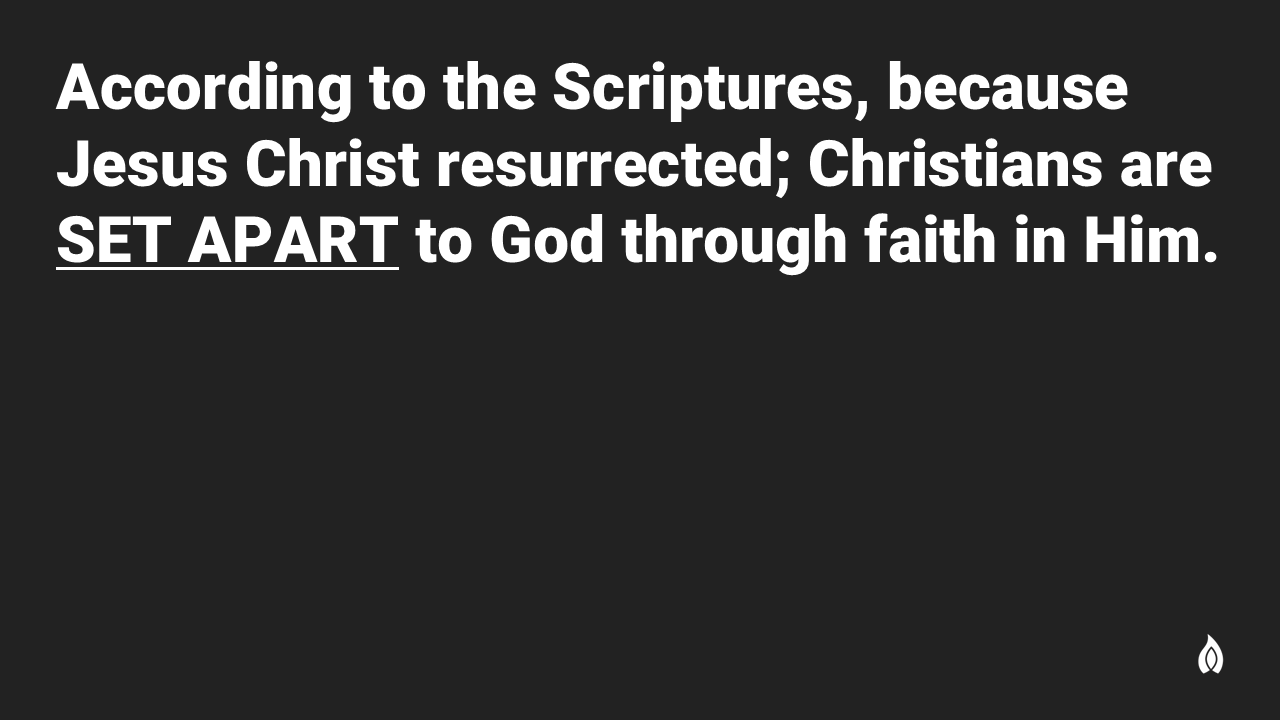 According to the Scriptures, because
Jesus Christ resurrected; Christians are
SET APART to God through faith in Him.